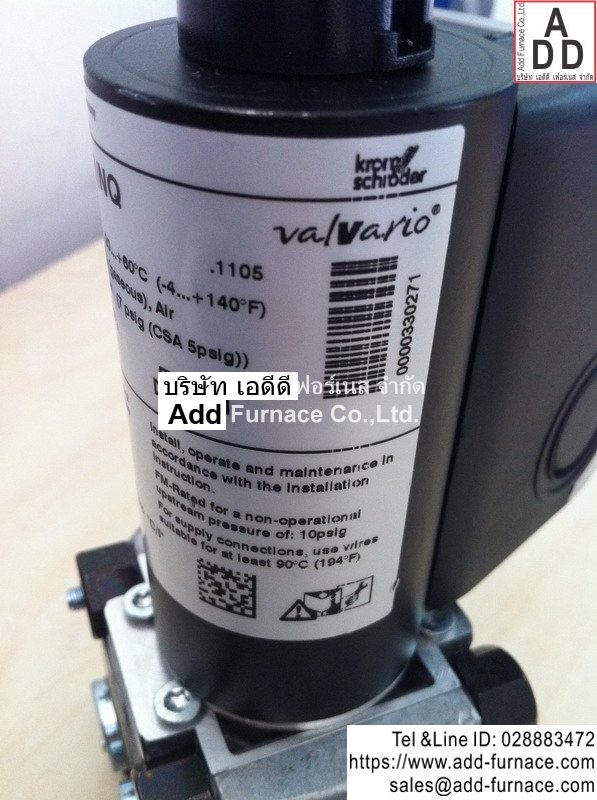 Add Furnace Co.,Ltd.
ADD
บริษัท เอดีดี เฟอร์เนส จำกัด
NQ
krom
schröder
valvario®
.1105
+60°C (-4...+140°F)
Air
(7 psig (CSA 5psig))
0000330271
บริษัท เอดีดี เฟอร์เนส จำกัด
Add Furnace Co.,Ltd.
Install, operate and maintenance in
accordance with the installation
instruction.
FM-Rated for a non-operational
upstream pressure of: 10psig
For supply connections, use wires
suitable for at least 90°C (194°F)
Tel &Line ID: 028883472
https://www.add-furnace.com
sales@add-furnace.com